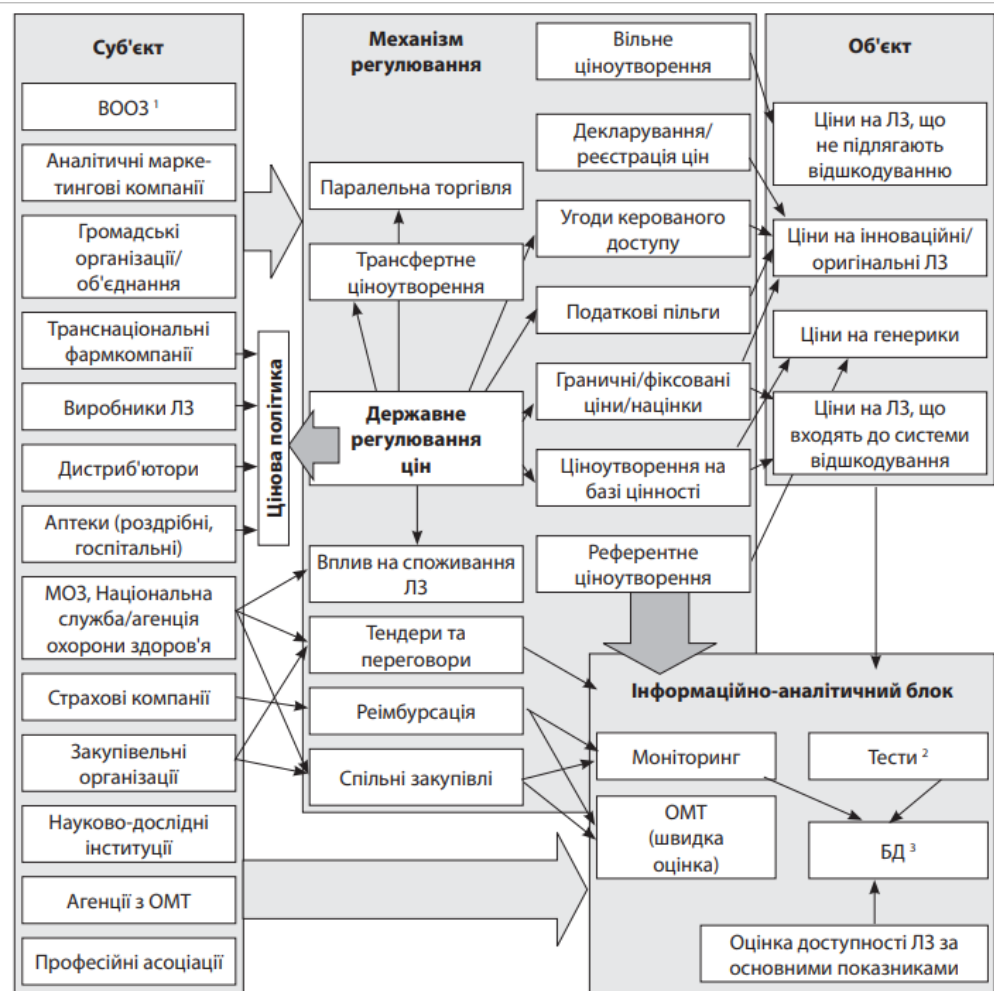 Суб'єкт
ВООЗ ¹
Аналітичні марке-
тингові компанії
Громадські
організації/
об'єднання
Транснаціональні
фармкомпанії
Виробники ЛЗ
Дистриб'ютори
Аптеки (роздрібні,
госпітальні)
МОЗ, Національна
служба/агенція
охорони здоров'я
Страхові компанії
Закупівельні
організації
Науково-дослідні
інституції
Агенції з ОМТ
Професійні асоціації
Цінова політика
Механізм
регулювання
Паралельна торгівля
Трансфертне
ціноутворення
Державне
регулювання
цін
Вплив на споживання
ЛЗ
Тендери та
переговори
Реімбурсація
Спільні закупівлі
Вільне
ціноутворення
Декларування/
реєстрація цін
Угоди керованого
доступу
Податкові пільги
Граничні/фіксовані
ціни/націнки
Ціноутворення на
базі цінності
Референтне
ціноутворення
Об'єкт
Ціни на ЛЗ, що
не підлягають
відшкодуванню
Ціни на інноваційні/
оригінальні ЛЗ
Ціни на генерики
Ціни на ЛЗ, що
входять до системи
відшкодування
Інформаційно-аналітичний блок
Моніторинг
Тести ²
ОМТ
(швидка
оцінка)
БД ³
Оцінка доступності ЛЗ за
основними показниками